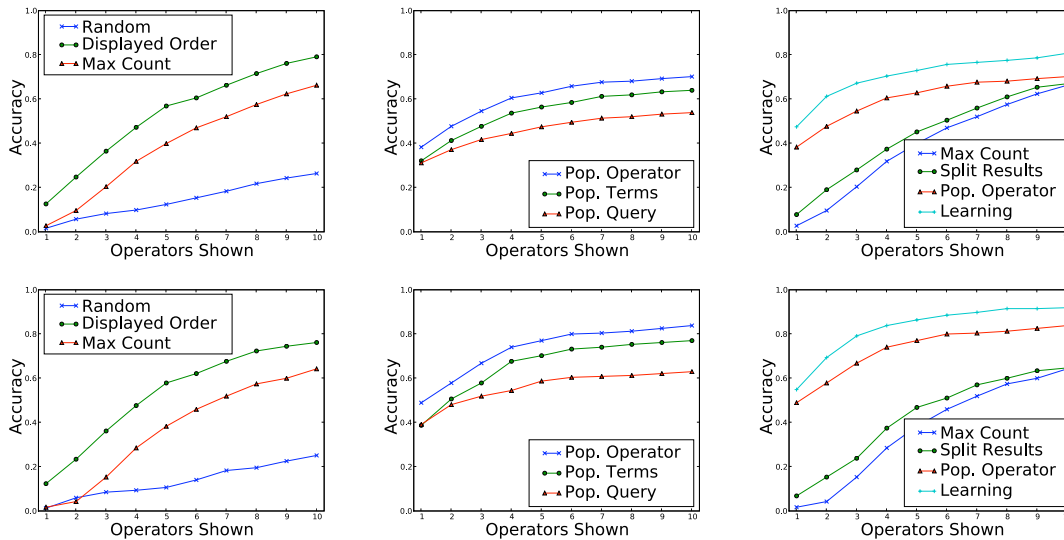 1.0
0.8
0.6
0.4
0.2
0.0
Accuracy
Random
Displayed Order
Max Count
1 2 3 4 5 6 7 8 9 10
Operators Shown
1.0
0.8
0.6
0.4
0.2
0.0
Accuracy
Pop. Operator
Pop. Terms
Pop. Query
1 2 3 4 5 6 7 8 9 10
Operators Shown
1.0
0.8
0.6
0.4
0.2
0.0
Accuracy
Max Count
Split Results
Pop. Operator
Learning
1 2 3 4 5 6 7 8 9
Operators Shown
1.0
0.8
0.6
0.4
0.2
0.0
Accuracy
Random
Displayed Order
Max Count
1 2 3 4 5 6 7 8 9 10
Operators Shown
1.0
0.8
0.6
0.4
0.2
0.0
Accuracy
Pop. Operator
Pop. Terms
Pop. Query
1 2 3 4 5 6 7 8 9 10
Operators Shown
1.0
0.8
0.6
0.4
0.2
0.0
Accuracy
Max Count
Split Results
Pop. Operator
Learning
1 2 3 4 5 6 7 8 9
Operators Shown